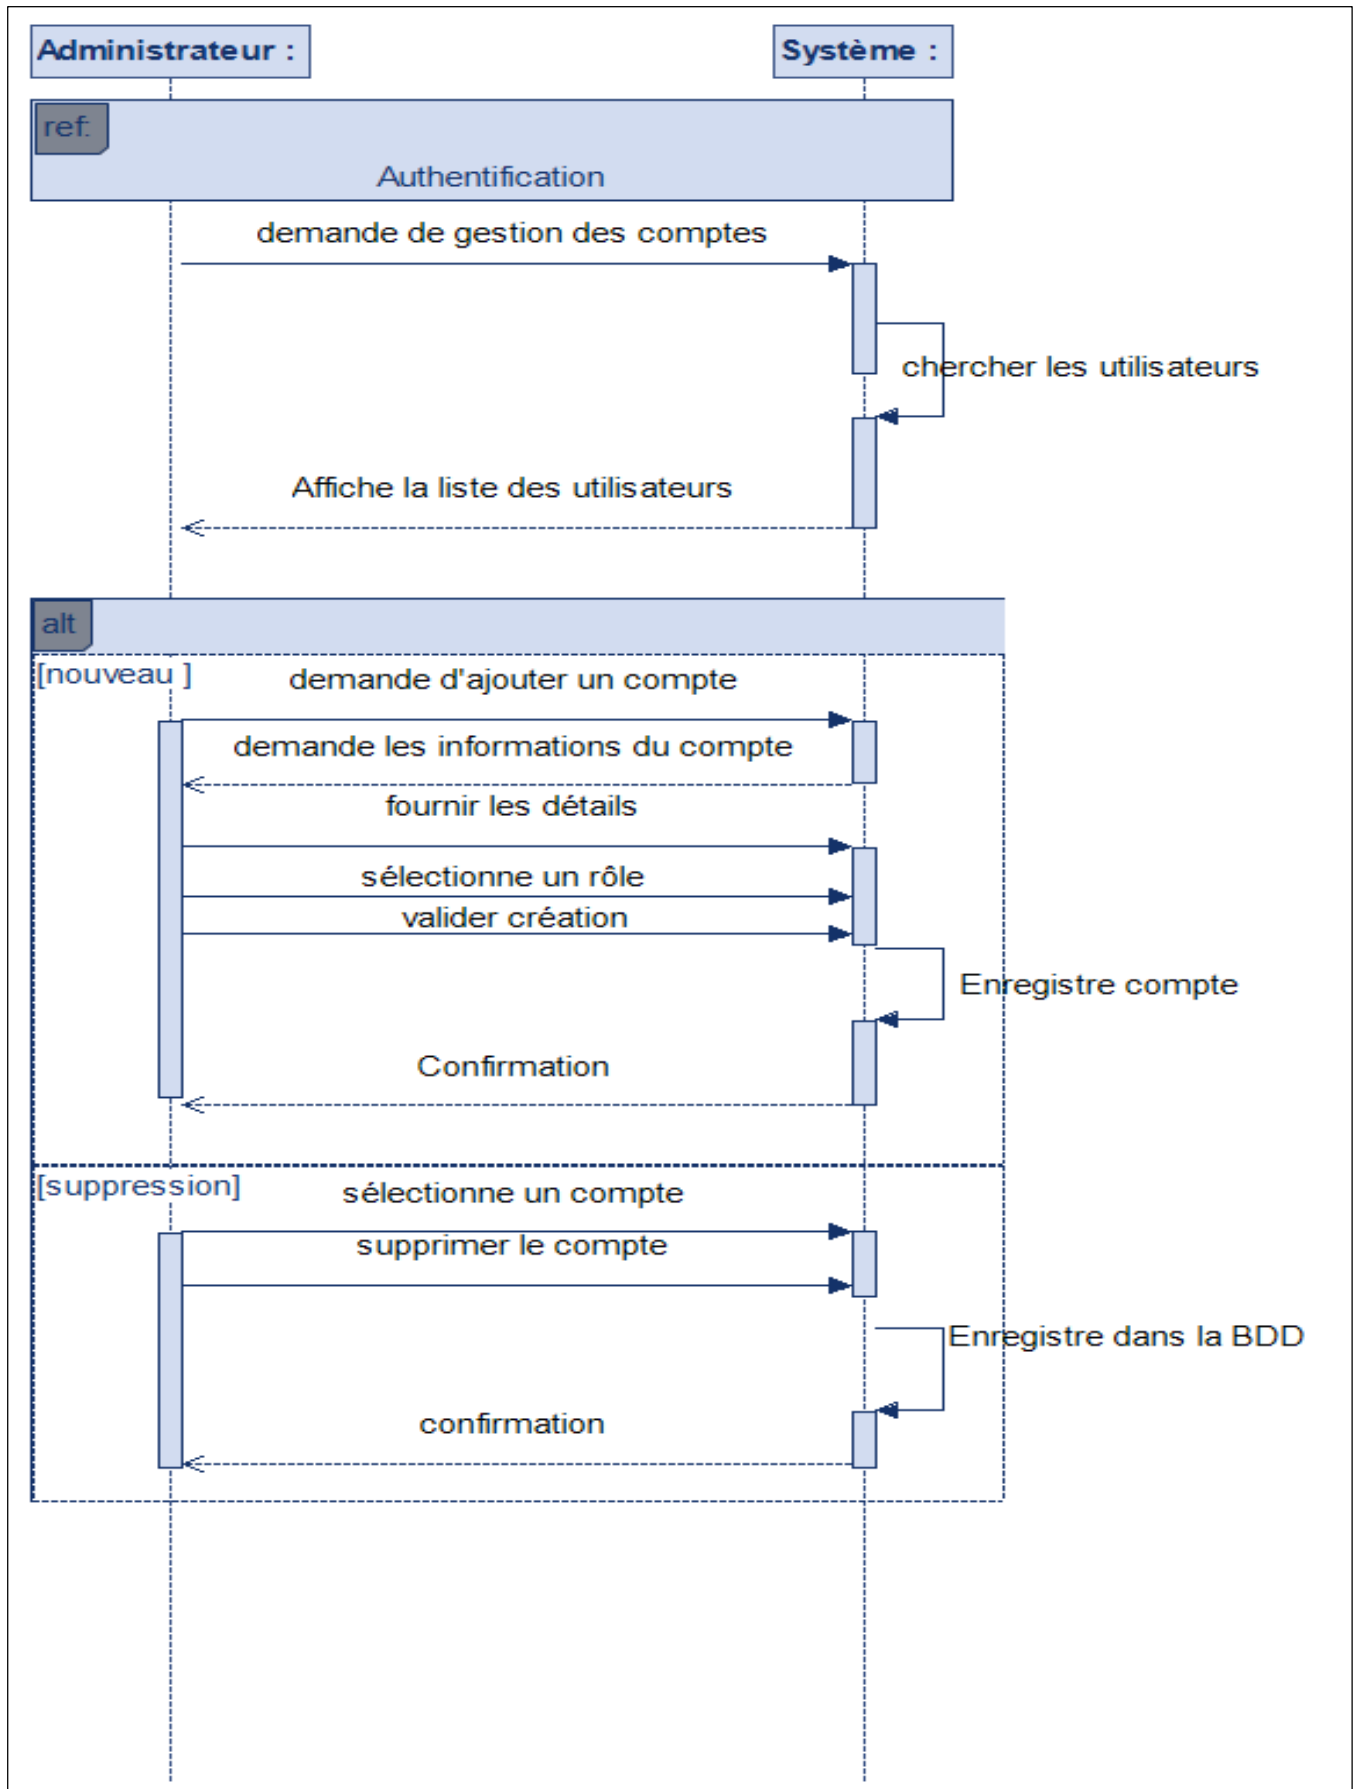 Administrateur :
Système :
ref:
Authentification
demande de gestion des comptes
chercher les utilisateurs
Affiche la liste des utilisateurs
alt
[nouveau ]
demande d'ajouter un compte
demande les informations du compte
fournir les détails
sélectionne un rôle
valider création
Enregistre compte
Confirmation
[suppression]
sélectionne un compte
supprimer le compte
Enregistre dans la BDD
confirmation